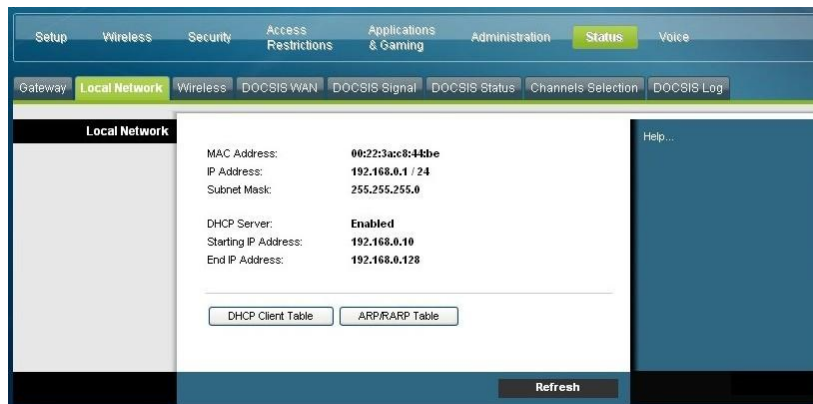 Setup Wireless Security Access Restrictions Applications & Gaming Administration Status Voice
Gateway Local Network Wireless DOCSIS WAN DOCSIS Signal DOCSIS Status Channels Selection DOCSIS Log
Local Network
Help...
MAC Address: 00:22:3a:c8:44:be
IP Address: 192.168.0.1 / 24
Subnet Mask: 255.255.255.0
DHCP Server: Enabled
Starting IP Address: 192.168.0.10
End IP Address: 192.168.0.128
DHCP Client Table ARP/RARP Table
Refresh